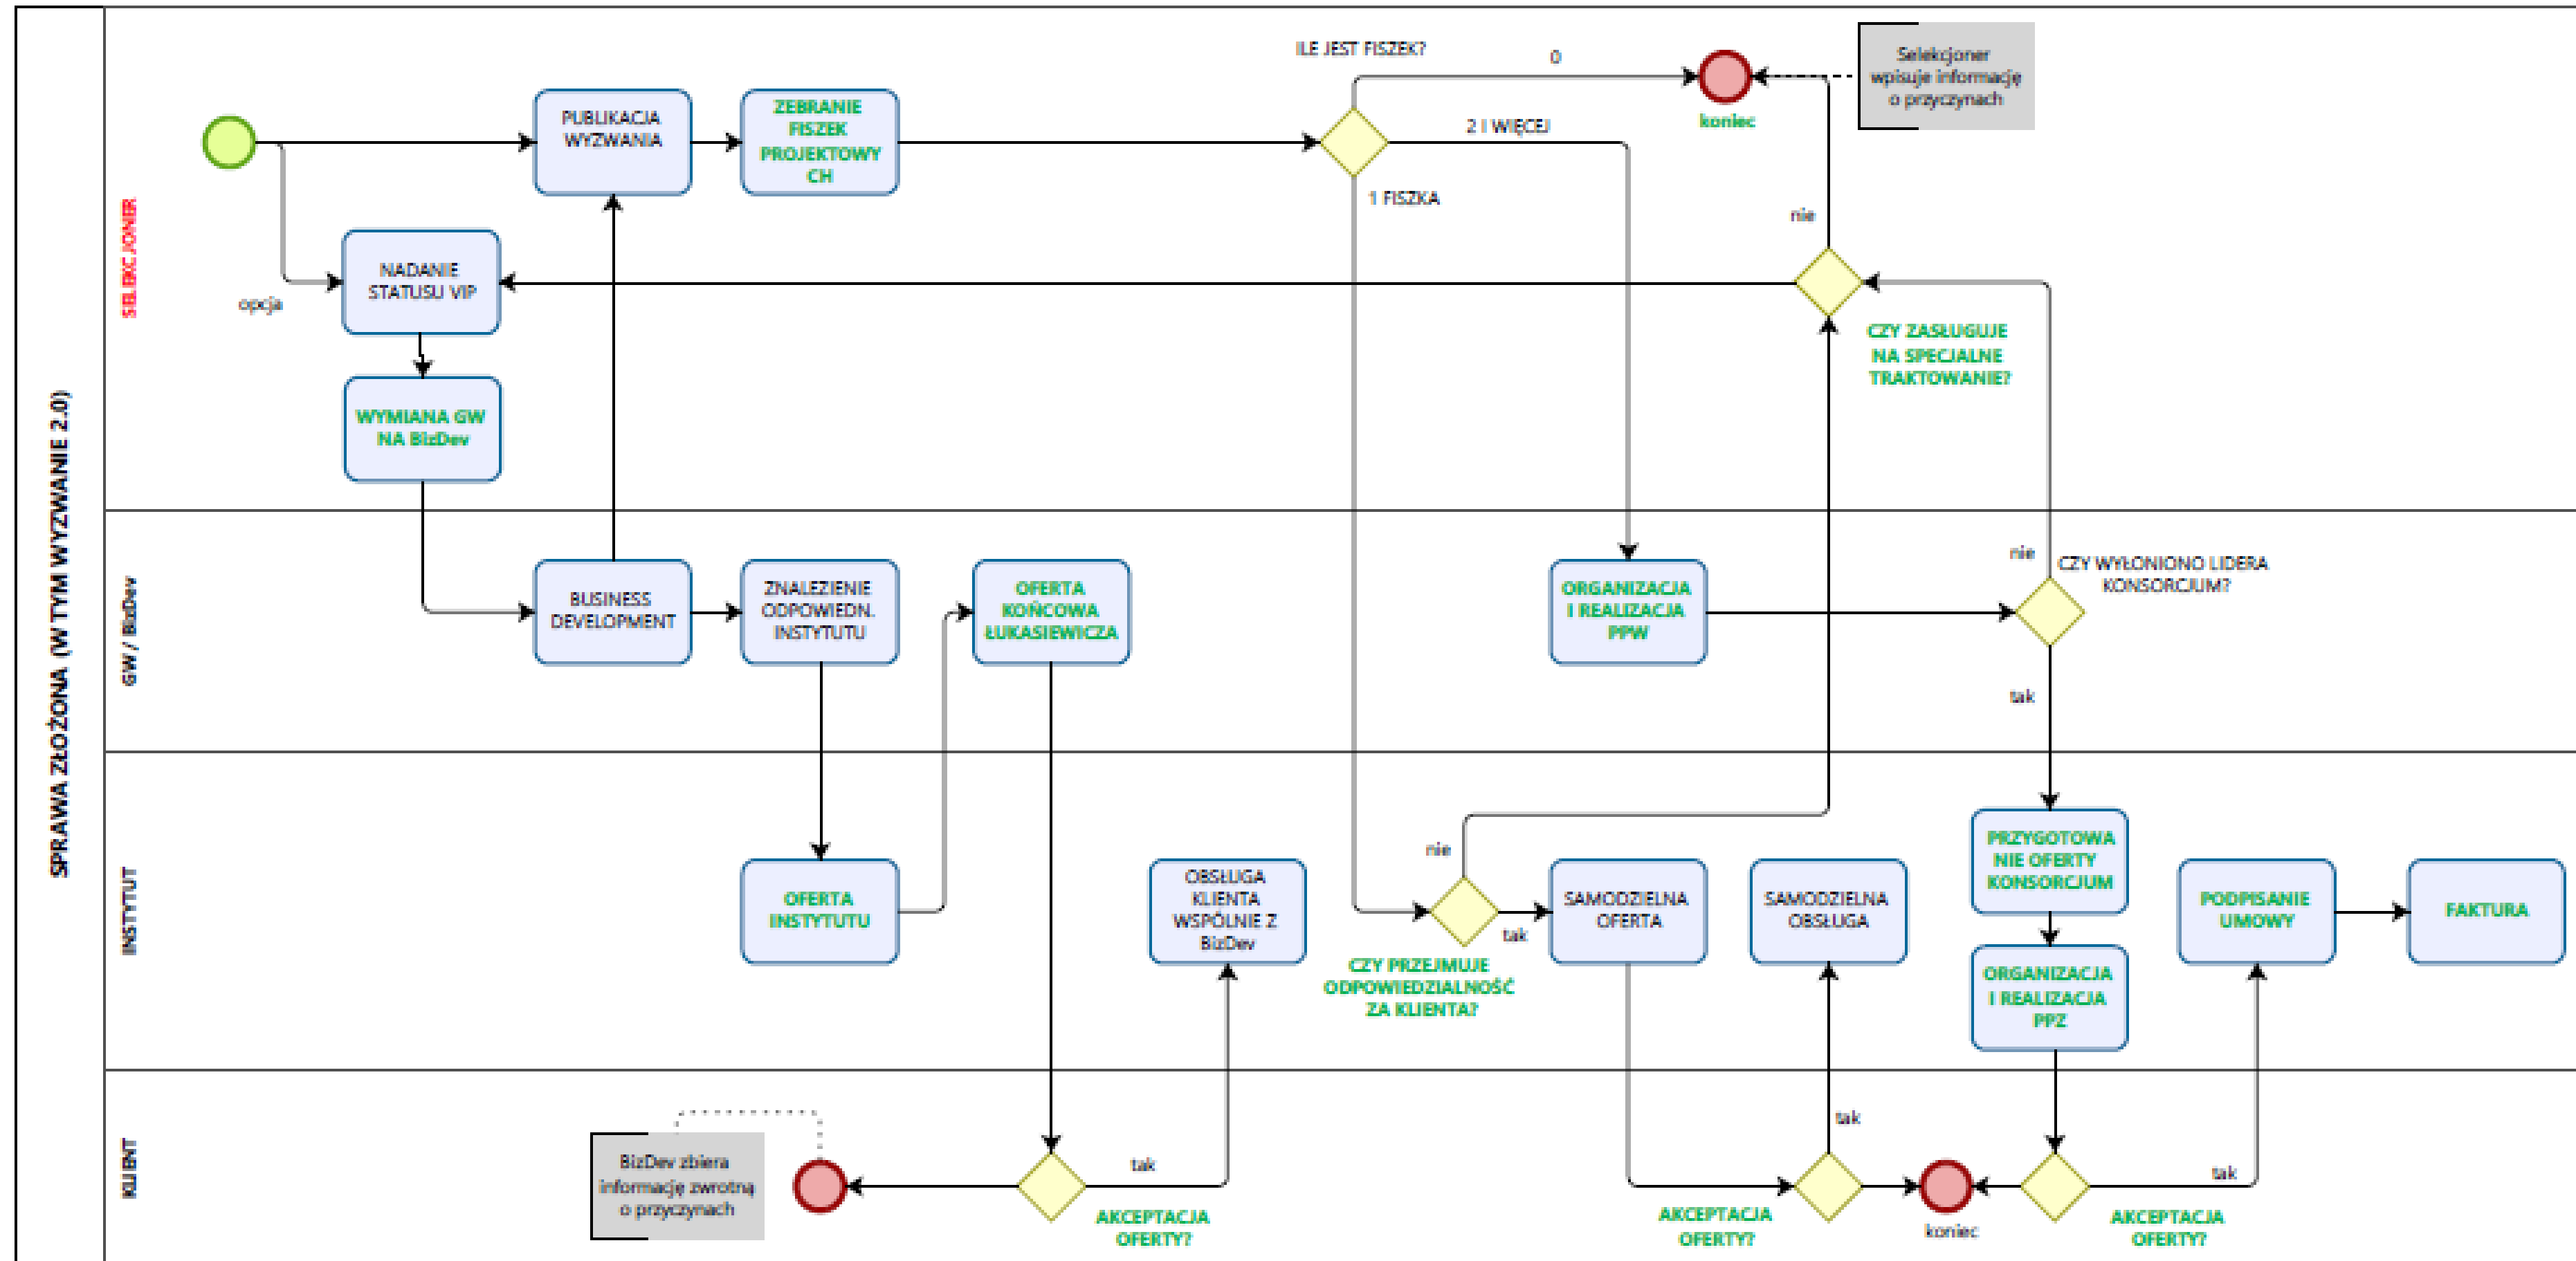 SPRAWA ZŁOŻONA (W TYM WYZWANIE 2.0)
SELEKCJONER
opcja
NADANIE
STATUSU VIP
WYMIANA GW
NA BizDev
PUBLIKACJA
WYZWANIA
ZEBRANIE
FISZEK
PROJEKTOWY
CH
ILE JEST FISZEK?
0
2 I WIĘCEJ
1 FISZKA
koniec
Selekcjoner
wpisuje informację
o przyczynach
nie
CZY ZASŁUGUJE
NA SPECJALNE
TRAKTOWANIE?
GW / BizDev
BUSINESS
DEVELOPMENT
ZNALEZIENIE
ODPOWIEDN.
INSTYTUTU
OFERTA
KOŃCOWA
ŁUKASIEWICZA
ORGANIZACJA
I REALIZACJA
PPW
nie
CZY WYŁONIONO LIDERA
KONSORCJUM?
tak
INSTYTUT
OFERTA
INSTYTUTU
OBSŁUGA
KLIENTA
WSPÓLNIE Z
BizDev
nie
tak
CZY PRZEJMUJE
ODPOWIEDZIALNOŚĆ
ZA KLIENTA?
SAMODZIELNA
OFERTA
SAMODZIELNA
OBSŁUGA
PRZYGOTOWA
NIE OFERTY
KONSORCJUM
ORGANIZACJA
I REALIZACJA
PPZ
PODPISANIE
UMOWY
FAKTURA
KLIENT
BizDev zbiera
informację zwrotną
o przyczynach
tak
AKCEPTACJA
OFERTY?
tak
AKCEPTACJA
OFERTY?
koniec
tak
AKCEPTACJA
OFERTY?